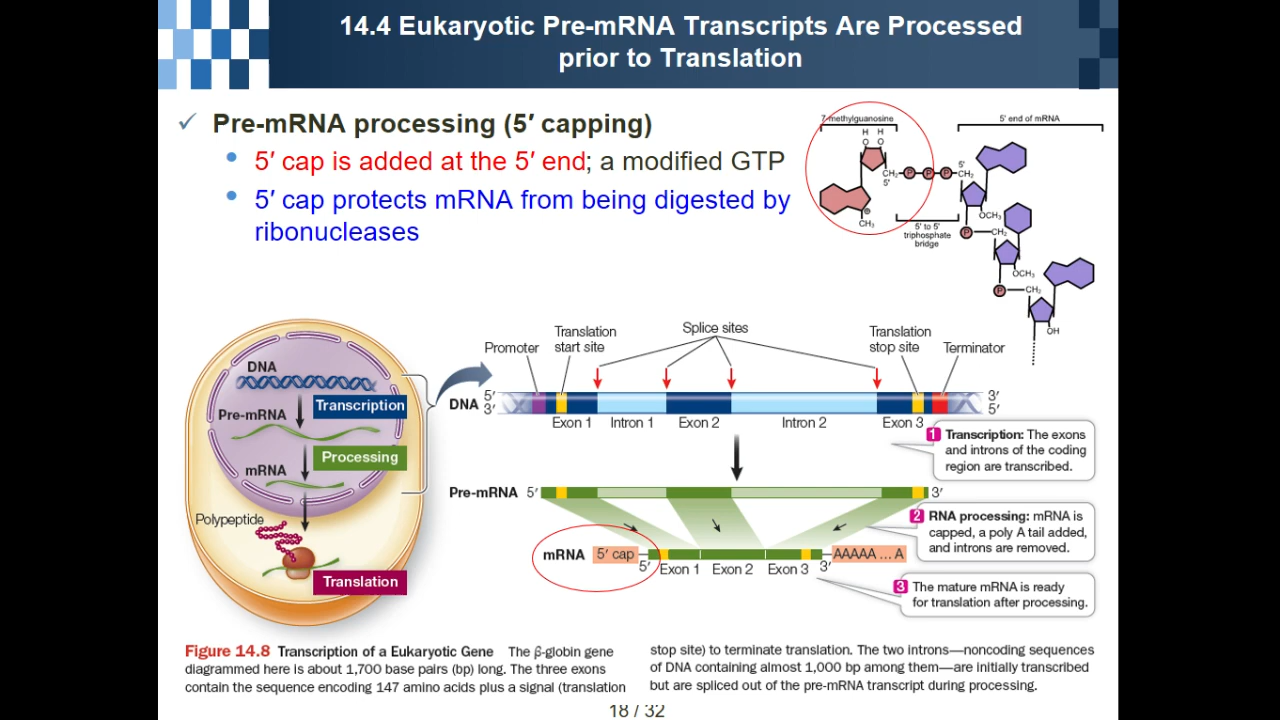 14.4 Eukaryotic Pre-mRNA Transcripts Are Processed
prior to Translation
✓ Pre-mRNA processing (5′ capping)
• 5′ cap is added at the 5′ end; a modified GTP
• 5′ cap protects mRNA from being digested by
ribonucleases
7-methylguanosine
5' end of mRNA
H H
O O
CH₂
P P P
CH₂
5'
5'
⊕
CH₃
5' to 5'
triphosphate
bridge
OCH₃
P
CH₂
OCH₃
P
CH₂
OH
DNA
Transcription
Pre-mRNA
Processing
mRNA
Polypeptide
Translation
Promoter
Translation
start site
Splice sites
Translation
stop site
Terminator
DNA
5′
3′
3′
5′
Exon 1
Intron 1
Exon 2
Intron 2
Exon 3
1 Transcription: The exons
and introns of the coding
region are transcribed.
Pre-mRNA 5′
3′
2 RNA processing: mRNA is
capped, a poly A tail added,
and introns are removed.
mRNA
5′ cap
AAAAA ... A
5′
Exon 1
Exon 2
Exon 3
3′
3 The mature mRNA is ready
for translation after processing.
Figure 14.8 Transcription of a Eukaryotic Gene The β-globin gene
diagrammed here is about 1,700 base pairs (bp) long. The three exons
contain the sequence encoding 147 amino acids plus a signal (translation
stop site) to terminate translation. The two introns—noncoding sequences
of DNA containing almost 1,000 bp among them—are initially transcribed
but are spliced out of the pre-mRNA transcript during processing.
18 / 32